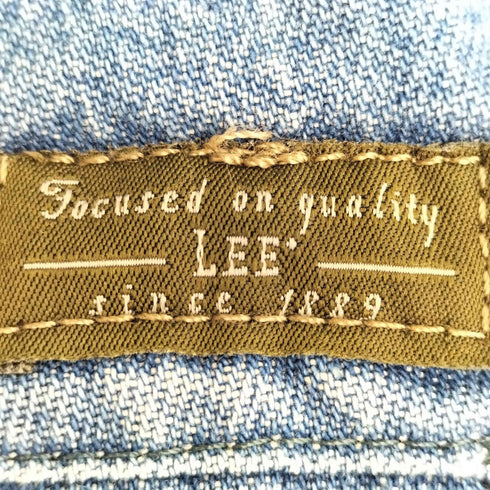 Focused on quality
LEE®
since 1889